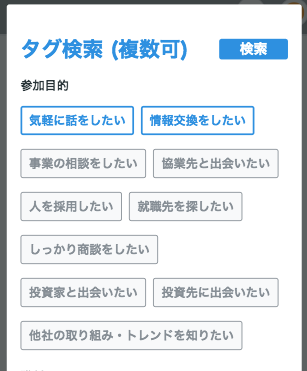 タグ検索 (複数可) 検索
参加目的
気軽に話をしたい 情報交換をしたい
事業の相談をしたい 協業先と出会いたい
人を採用したい 就職先を探したい
しっかり商談をしたい
投資家と出会いたい 投資先に出会いたい
他社の取り組み・トレンドを知りたい